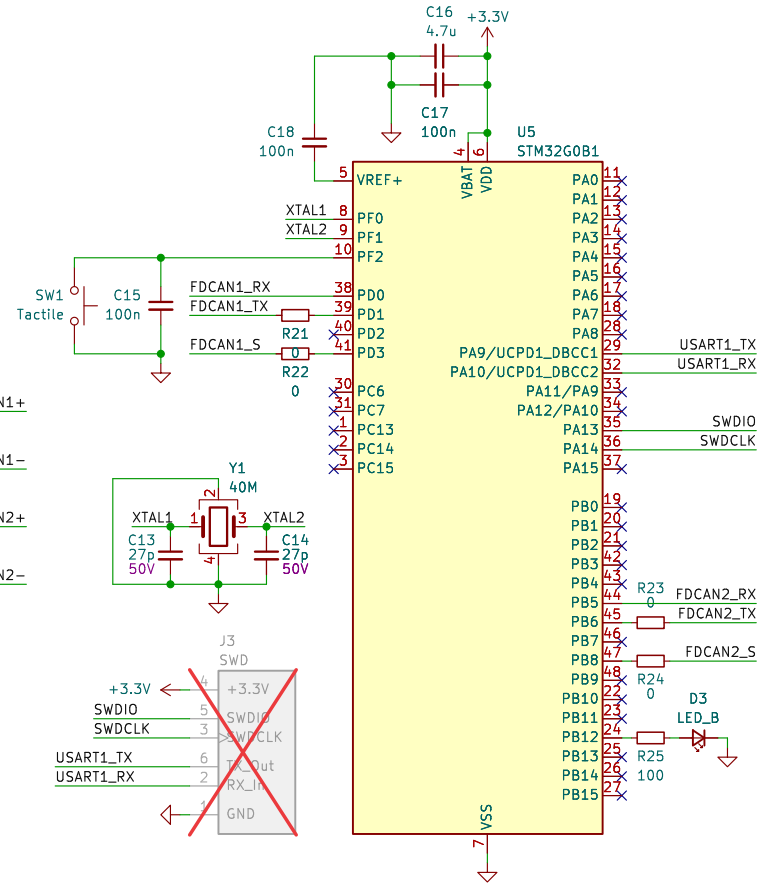 C16
4.7u
+3.3V
C17
100n
C18
100n
U5
STM32G0B1
4
6
VBAT
VDD
5
VREF+
XTAL1
8
PF0
XTAL2
9
PF1
10
PF2
SW1
Tactile
C15
100n
FDCAN1_RX
38
PD0
FDCAN1_TX
39
PD1
R21
0
40
PD2
FDCAN1_S
41
PD3
R22
0
30
PC6
31
PC7
1
PC13
2
PC14
3
PC15
N1+
N1-
N2+
N2-
PA0
11
PA1
12
PA2
13
PA3
14
PA4
15
PA5
16
PA6
17
PA7
18
PA8
28
PA9/UCPD1_DBCC1
29
USART1_TX
PA10/UCPD1_DBCC2
32
USART1_RX
PA11/PA9
33
PA12/PA10
34
PA13
35
SWDIO
PA14
36
SWDCLK
PA15
37
PB0
19
PB1
20
PB2
21
PB3
42
PB4
43
PB5
44
FDCAN2_RX
PB6
45
R23
0
FDCAN2_TX
PB7
46
PB8
47
FDCAN2_S
R24
0
PB9
48
PB10
22
PB11
23
PB12
24
R25
100
D3
LED_B
PB13
25
PB14
26
PB15
27
VSS
7
Y1
40M
XTAL1
1
2
3
4
XTAL2
C13
27p
50V
C14
27p
50V
J3
SWD
+3.3V
4
+3.3V
SWDIO
5
SWDIO
SWDCLK
3
SWDCLK
USART1_TX
6
TX_Out
USART1_RX
2
RX_In
1
GND